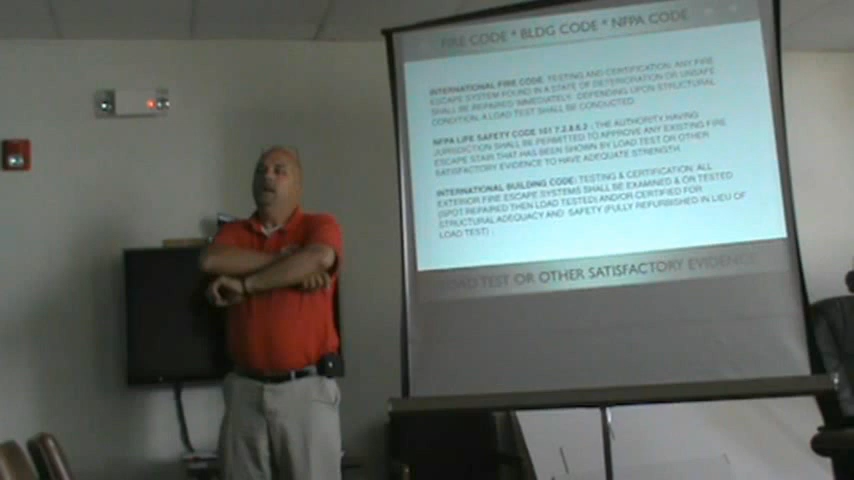 FIRE CODE * BLDG CODE * NFPA CODE
INTERNATIONAL FIRE CODE: TESTING AND CERTIFICATION: ANY FIRE
ESCAPE SYSTEM FOUND IN A STATE OF DETERIORATION OR UNSAFE
SHALL BE REPAIRED IMMEDIATELY. DEPENDING UPON STRUCTURAL
CONDITION, A LOAD TEST SHALL BE CONDUCTED.
NFPA LIFE SAFETY CODE 101 7.2.8.6.2 : THE AUTHORITY HAVING
JURISDICTION SHALL BE PERMITTED TO APPROVE ANY EXISTING FIRE
ESCAPE STAIR THAT HAS BEEN SHOWN BY LOAD TEST OR OTHER
SATISFACTORY EVIDENCE TO HAVE ADEQUATE STRENGTH.
INTERNATIONAL BUILDING CODE: TESTING & CERTIFICATION: ALL
EXTERIOR FIRE ESCAPE SYSTEMS SHALL BE EXAMINED & OR TESTED
(SPOT REPAIRED THEN LOAD TESTED) AND/OR CERTIFIED FOR
STRUCTURAL ADEQUACY AND SAFETY (FULLY REFURBISHED IN LIEU OF
LOAD TEST) .
LOAD TEST OR OTHER SATISFACTORY EVIDENCE